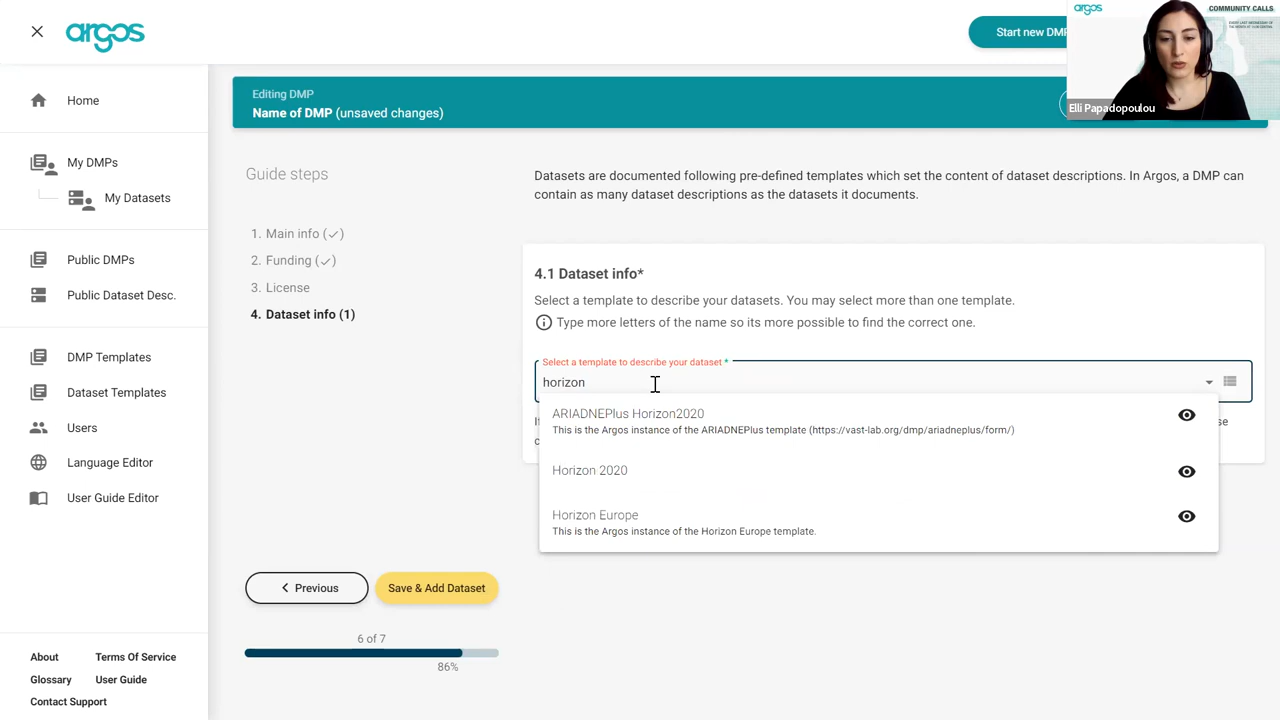 argos
Start new DMP
argos
COMMUNITY CALLS
Elli Papadopoulou
Home
My DMPs
My Datasets
Public DMPs
Public Dataset Desc.
DMP Templates
Dataset Templates
Users
Language Editor
User Guide Editor
About
Terms Of Service
Glossary
User Guide
Contact Support
Editing DMP
Name of DMP (unsaved changes)
Guide steps
1. Main info (✓)
2. Funding (✓)
3. License
4. Dataset info (1)
Previous
Save & Add Dataset
6 of 7
86%
Datasets are documented following pre-defined templates which set the content of dataset descriptions. In Argos, a DMP can
contain as many dataset descriptions as the datasets it documents.
4.1 Dataset info*
Select a template to describe your datasets. You may select more than one template.
Type more letters of the name so its more possible to find the correct one.
Select a template to describe your dataset *
horizon
ARIADNEPlus Horizon2020
This is the Argos instance of the ARIADNEPlus template (https://vast-lab.org/dmp/ariadneplus/form/)
Horizon 2020
Horizon Europe
This is the Argos instance of the Horizon Europe template.